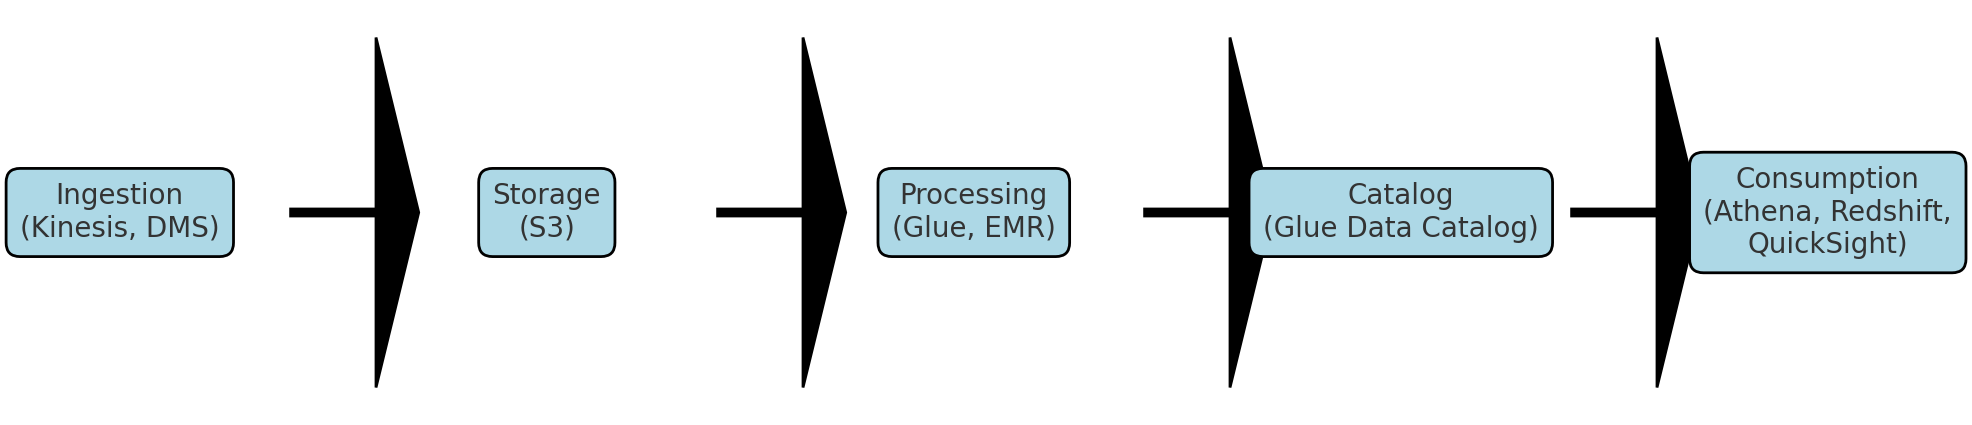 Ingestion
(Kinesis, DMS)
Storage
(S3)
Processing
(Glue, EMR)
Catalog
(Glue Data Catalog)
Consumption
(Athena, Redshift,
QuickSight)